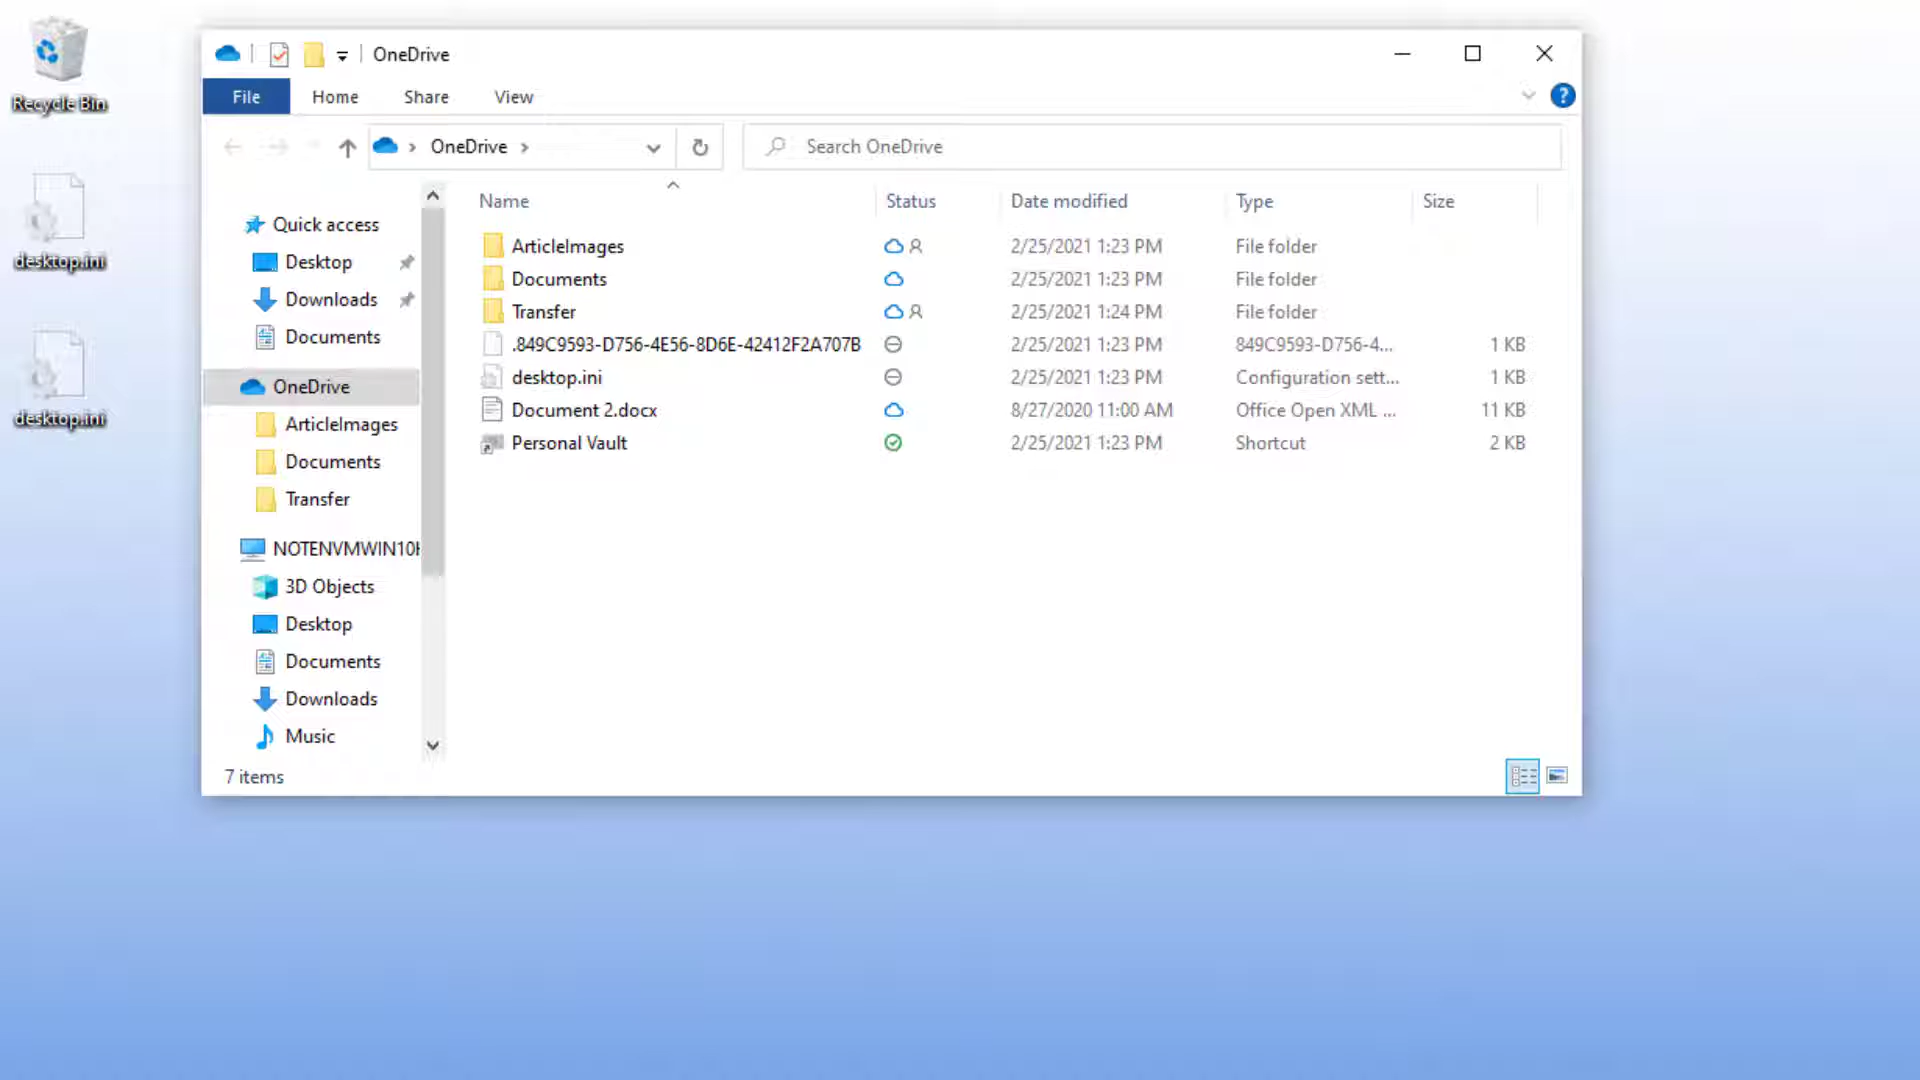 Recycle Bin
desktop.ini
desktop.ini
OneDrive
File Home Share View
?
OneDrive
Search OneDrive
Name Status Date modified Type Size
ArticleImages 2/25/2021 1:23 PM File folder
Documents 2/25/2021 1:23 PM File folder
Transfer 2/25/2021 1:24 PM File folder
.849C9593-D756-4E56-8D6E-42412F2A707B 2/25/2021 1:23 PM 849C9593-D756-4... 1 KB
desktop.ini 2/25/2021 1:23 PM Configuration sett... 1 KB
Document 2.docx 8/27/2020 11:00 AM Office Open XML ... 11 KB
Personal Vault 2/25/2021 1:23 PM Shortcut 2 KB
Quick access
Desktop
Downloads
Documents
OneDrive
ArticleImages
Documents
Transfer
NOTENVMWIN10
3D Objects
Desktop
Documents
Downloads
Music
7 items